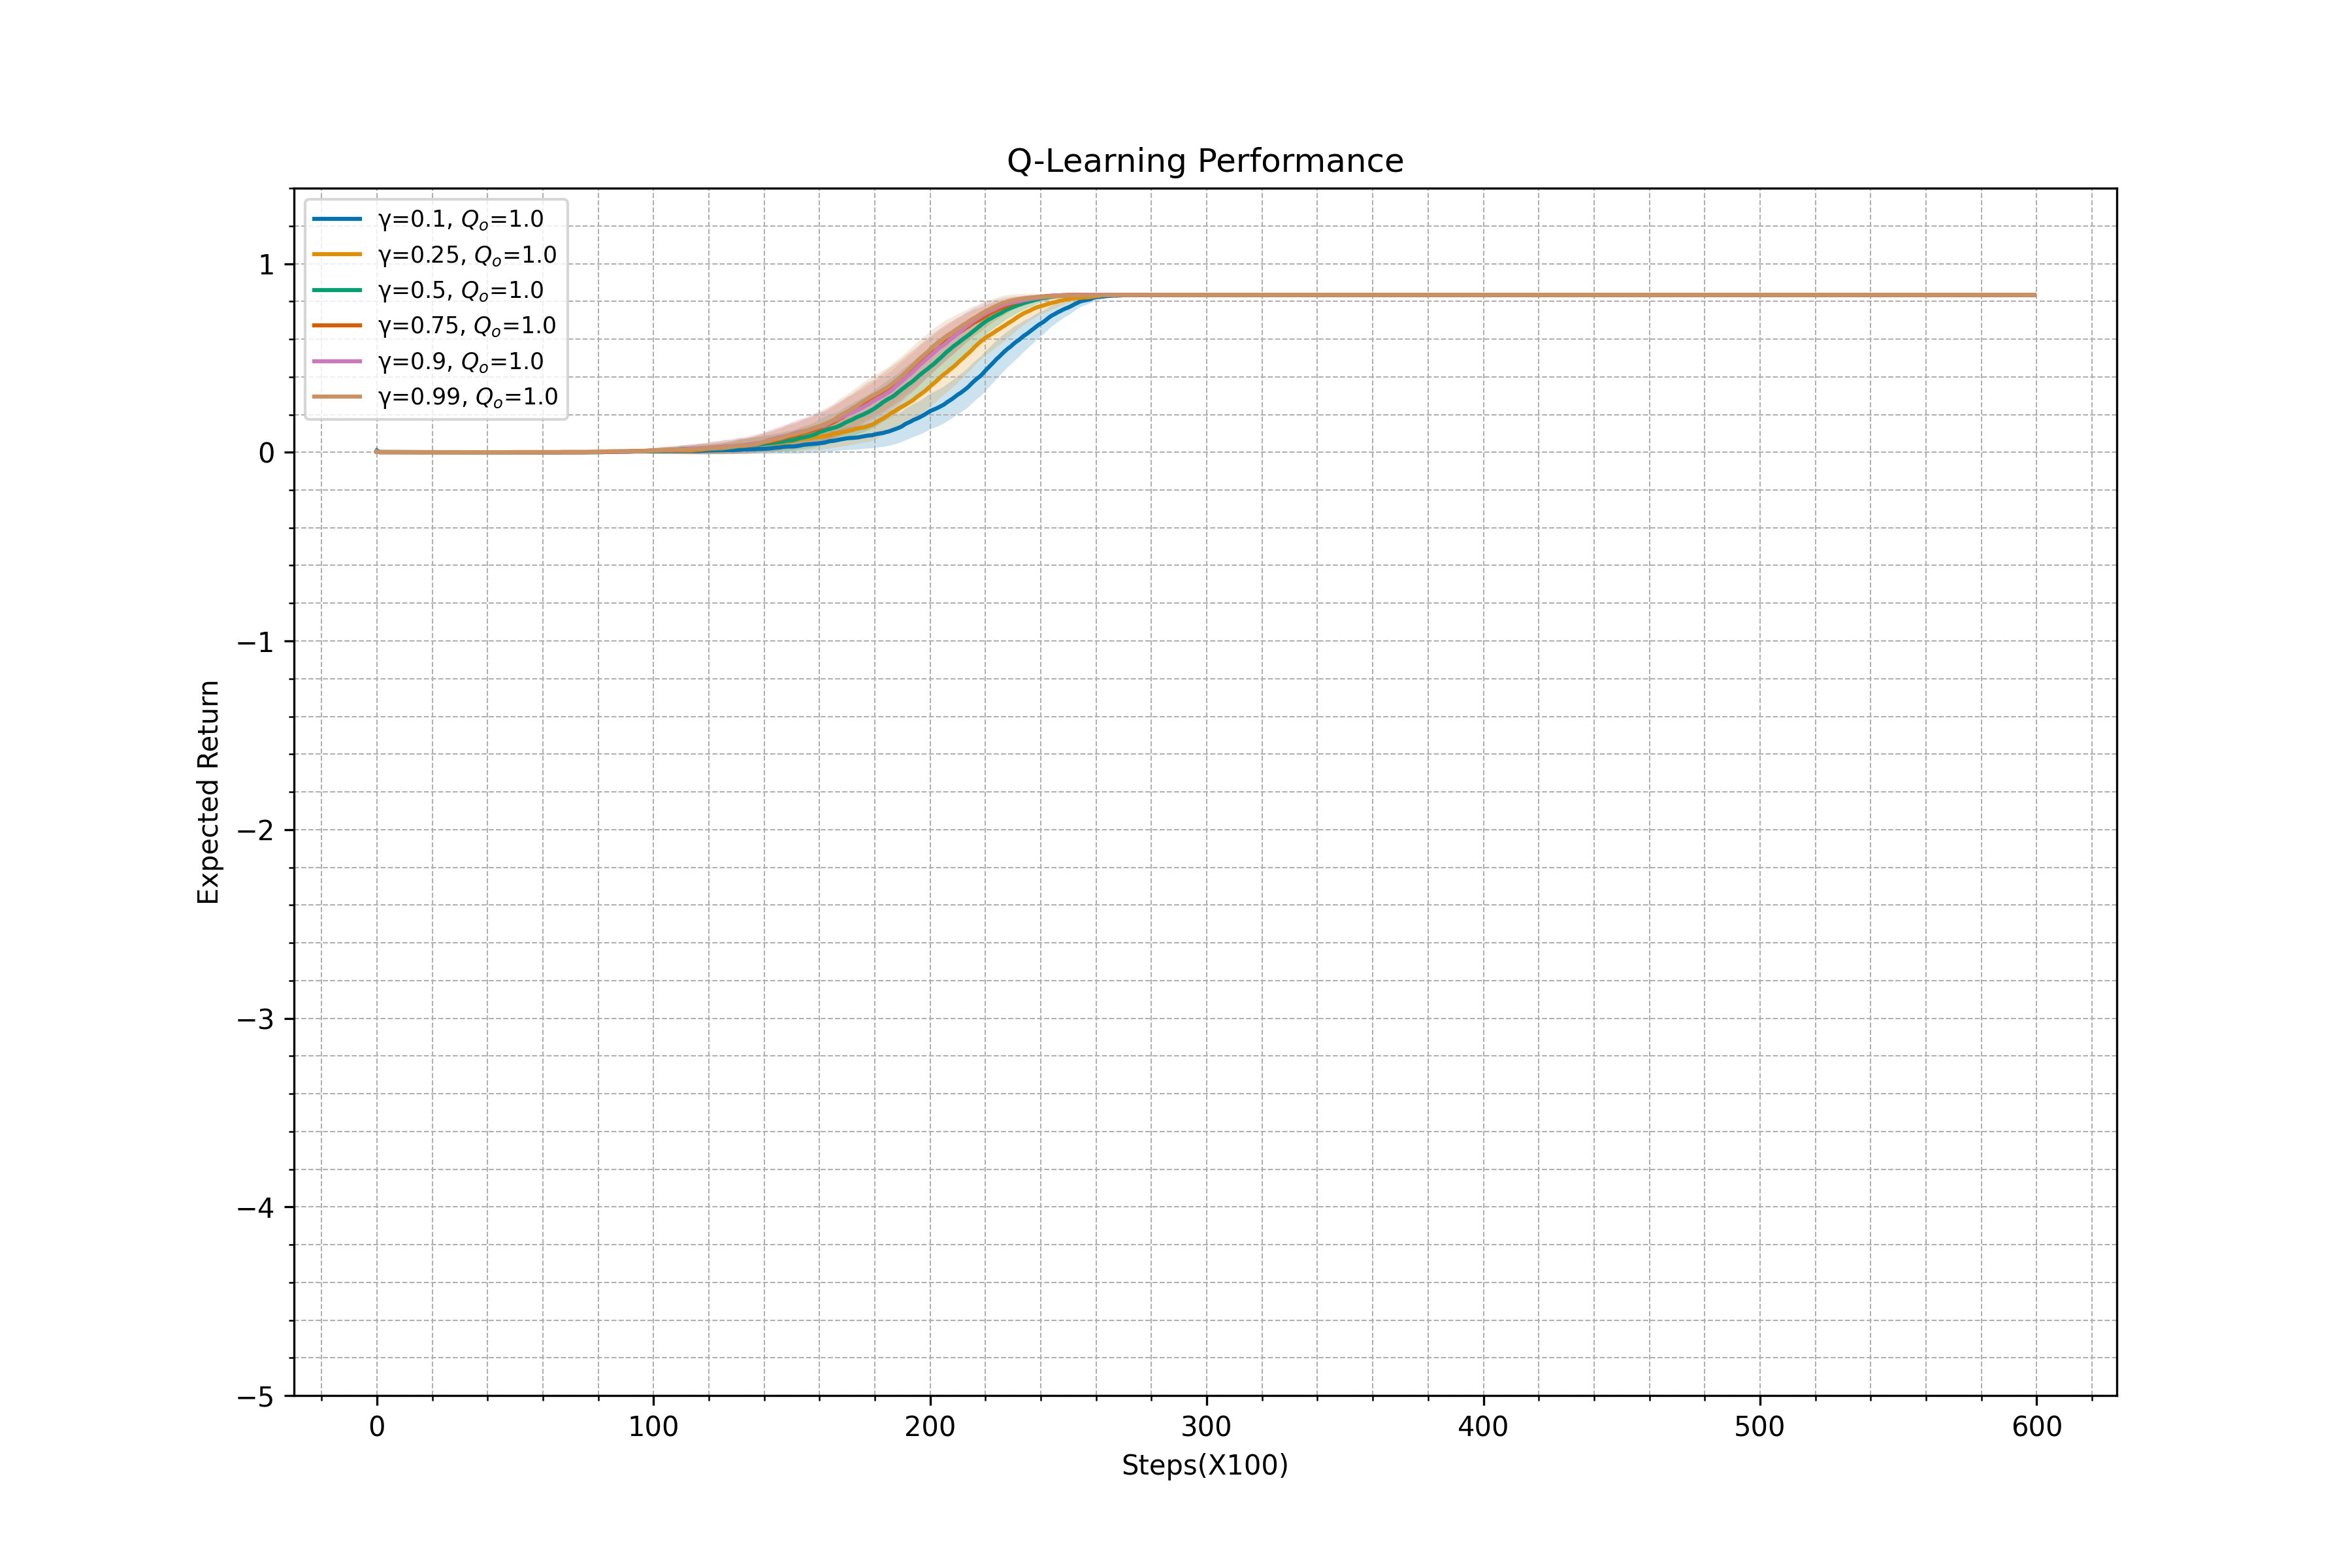 Q-Learning Performance
γ=0.1, Qₒ=1.0
γ=0.25, Qₒ=1.0
γ=0.5, Qₒ=1.0
γ=0.75, Qₒ=1.0
γ=0.9, Qₒ=1.0
γ=0.99, Qₒ=1.0
1
0
−1
−2
−3
−4
−5
Expected Return
0 100 200 300 400 500 600
Steps(X100)